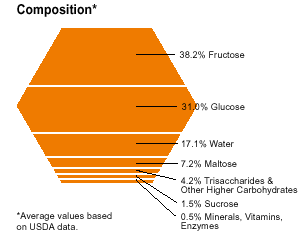 Composition*
38.2% Fructose
31.0% Glucose
17.1% Water
7.2% Maltose
4.2% Trisaccharides &
Other Higher Carbohydrates
1.5% Sucrose
0.5% Minerals, Vitamins,
Enzymes
*Average values based
on USDA data.